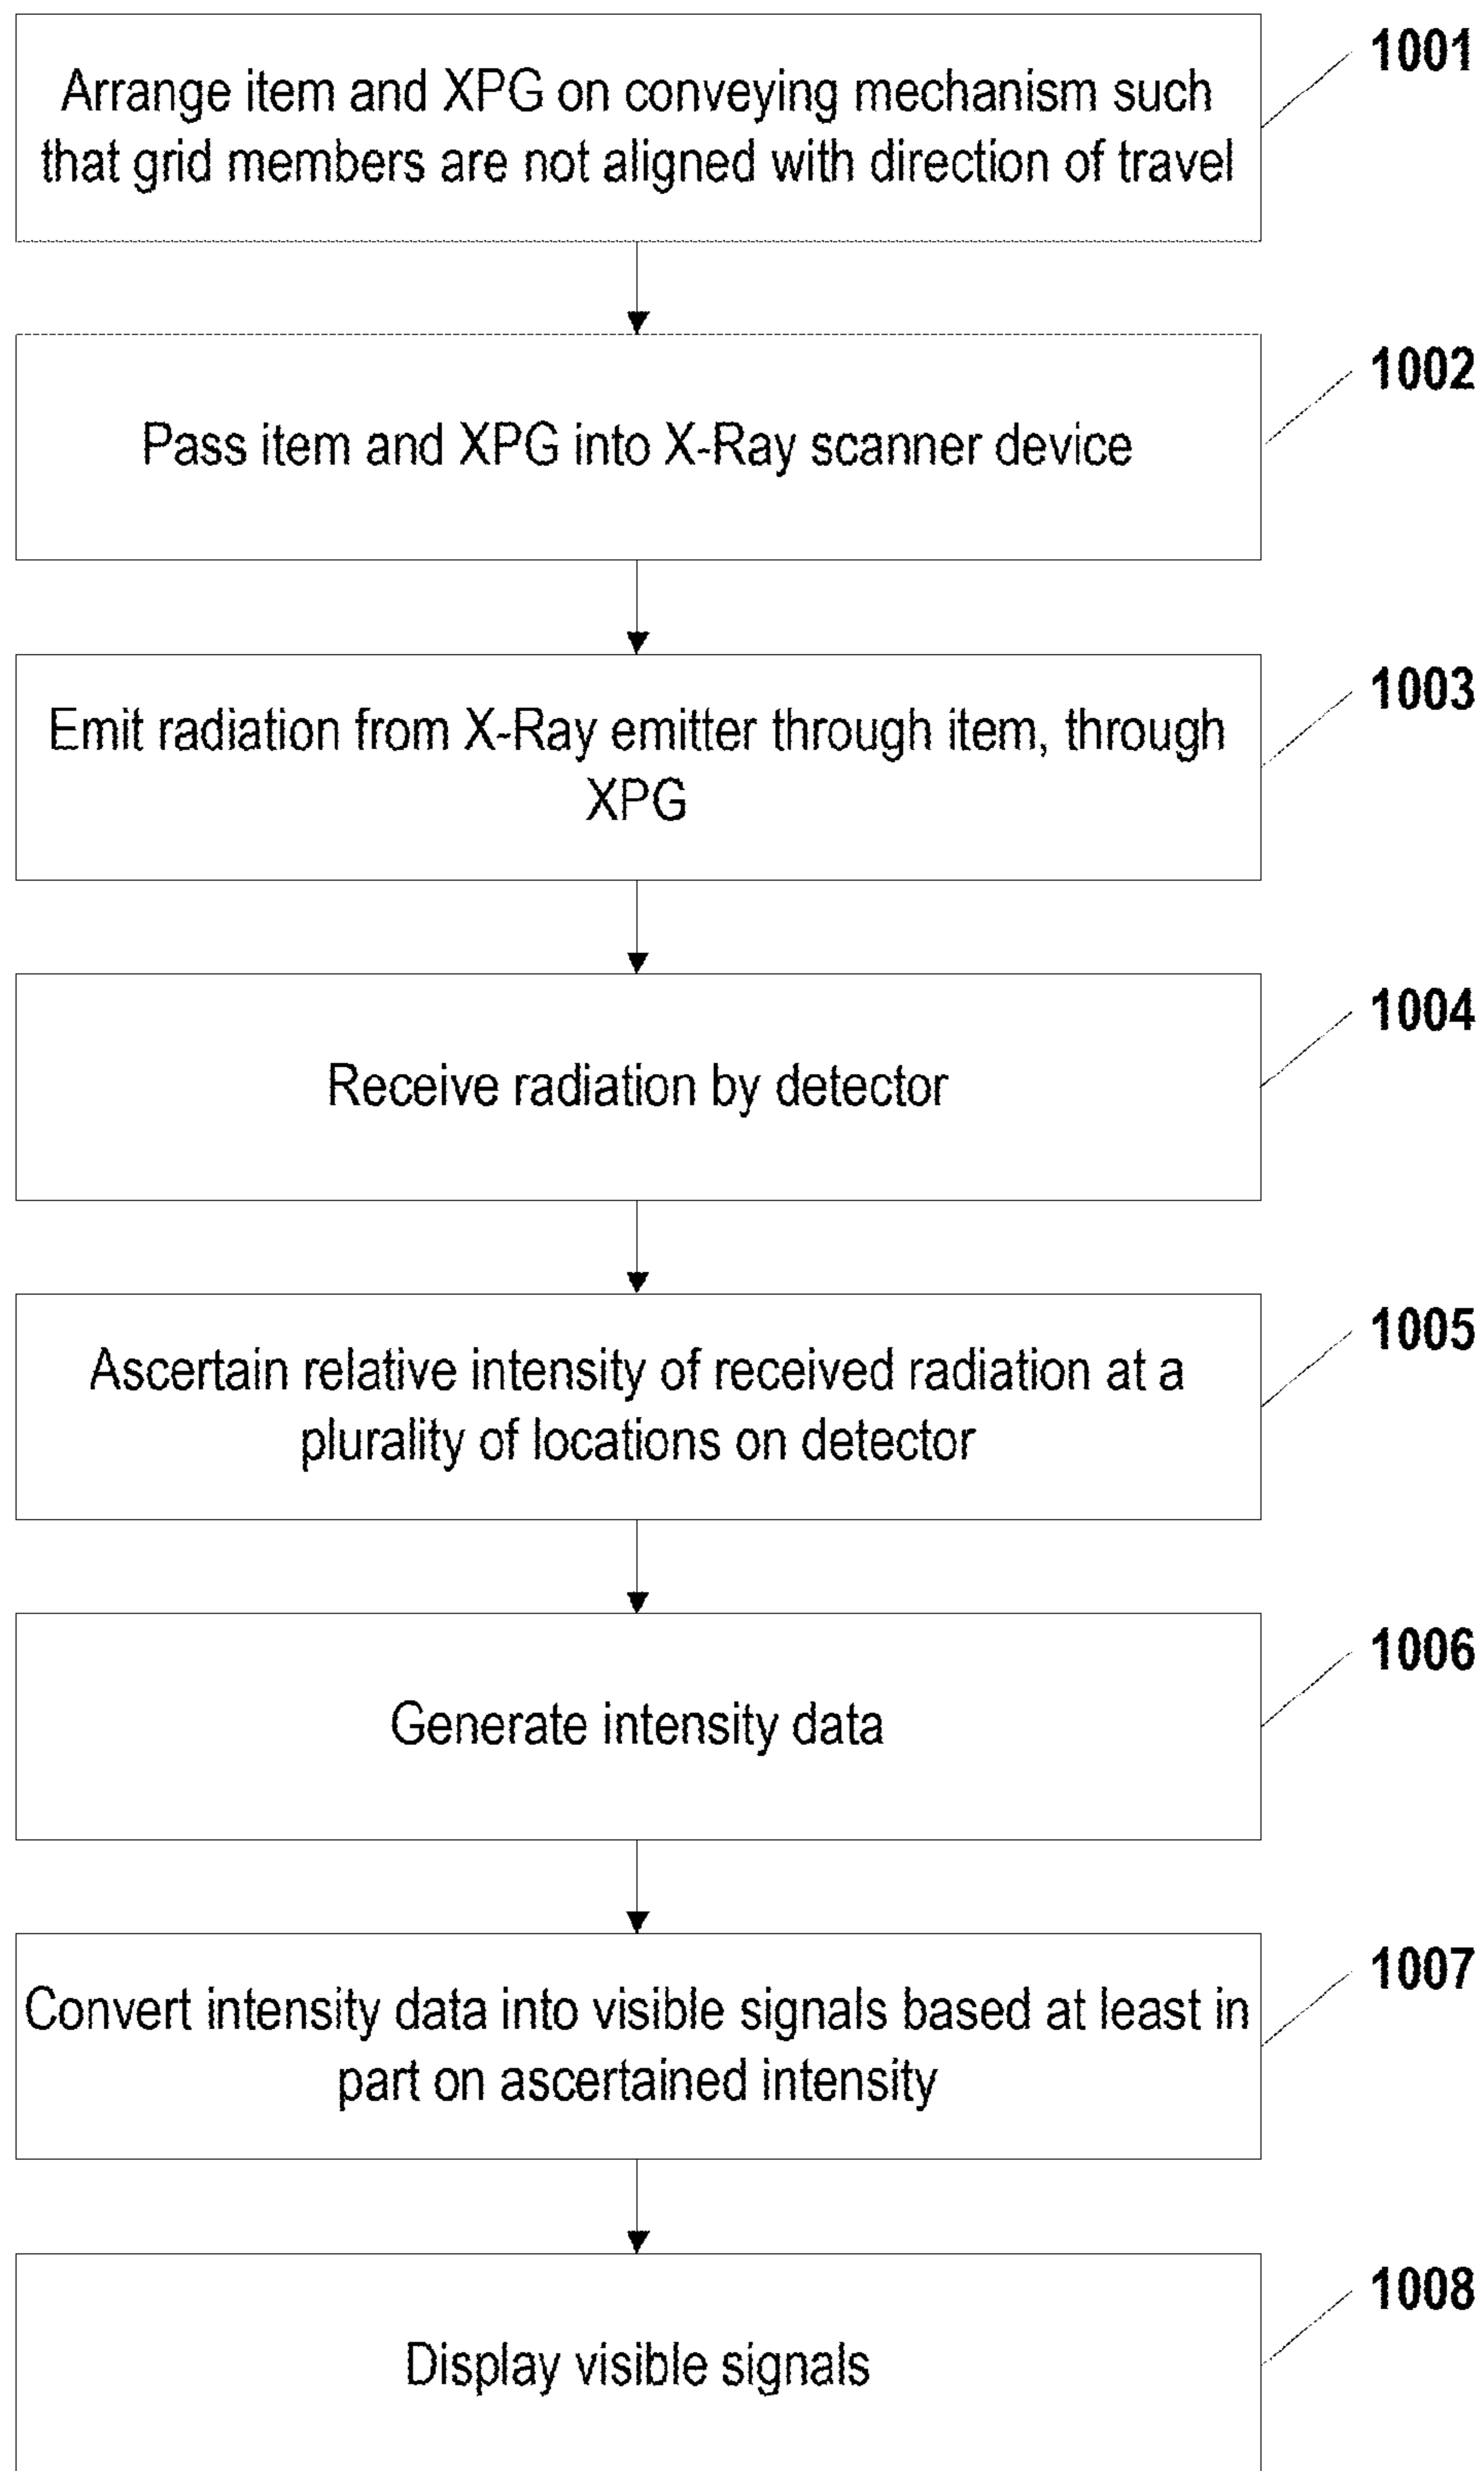 Arrange item and XPG on conveying mechanism such
that grid members are not aligned with direction of travel
1001
Pass item and XPG into X-Ray scanner device
1002
Emit radiation from X-Ray emitter through item, through
XPG
1003
Receive radiation by detector
1004
Ascertain relative intensity of received radiation at a
plurality of locations on detector
1005
Generate intensity data
1006
Convert intensity data into visible signals based at least in
part on ascertained intensity
1007
Display visible signals
1008